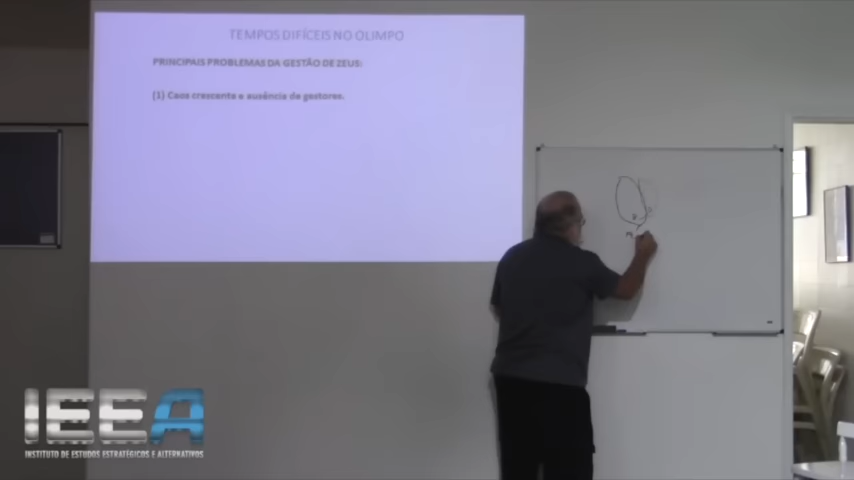 TEMPOS DIFÍCEIS NO OLIMPO
PRINCIPAIS PROBLEMAS DA GESTÃO DE ZEUS:
(1) Caos crescente e ausência de gestores.
IEEA
INSTITUTO DE ESTUDOS ESTRATÉGICOS E ALTERNATIVOS